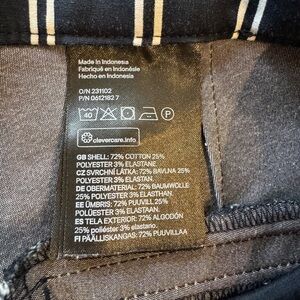 Made in Indonesia
Fabriqué en Indonésie
Hecho en Indonesia
O/N 231102
P/N 0612182 7
40 P
clevercare.info
GB SHELL: 72% COTTON 25%
POLYESTER 3% ELASTANE.
CZ SVRCHNÍ LÁTKA: 72% BAVLNA 25%
POLYESTER 3% ELASTAN.
DE OBERMATERIAL: 72% BAUMWOLLE
25% POLYESTER 3% ELASTHAN.
EE ÜMBRIS: 72% PUUVILL 25%
POLÜESTER 3% ELASTAAN.
ES TELA EXTERIOR: 72% ALGODÓN
25% POLIÉSTER 3% ELASTANO.
FI PÄÄLLISKANGAS: 72% PUUVILLAA